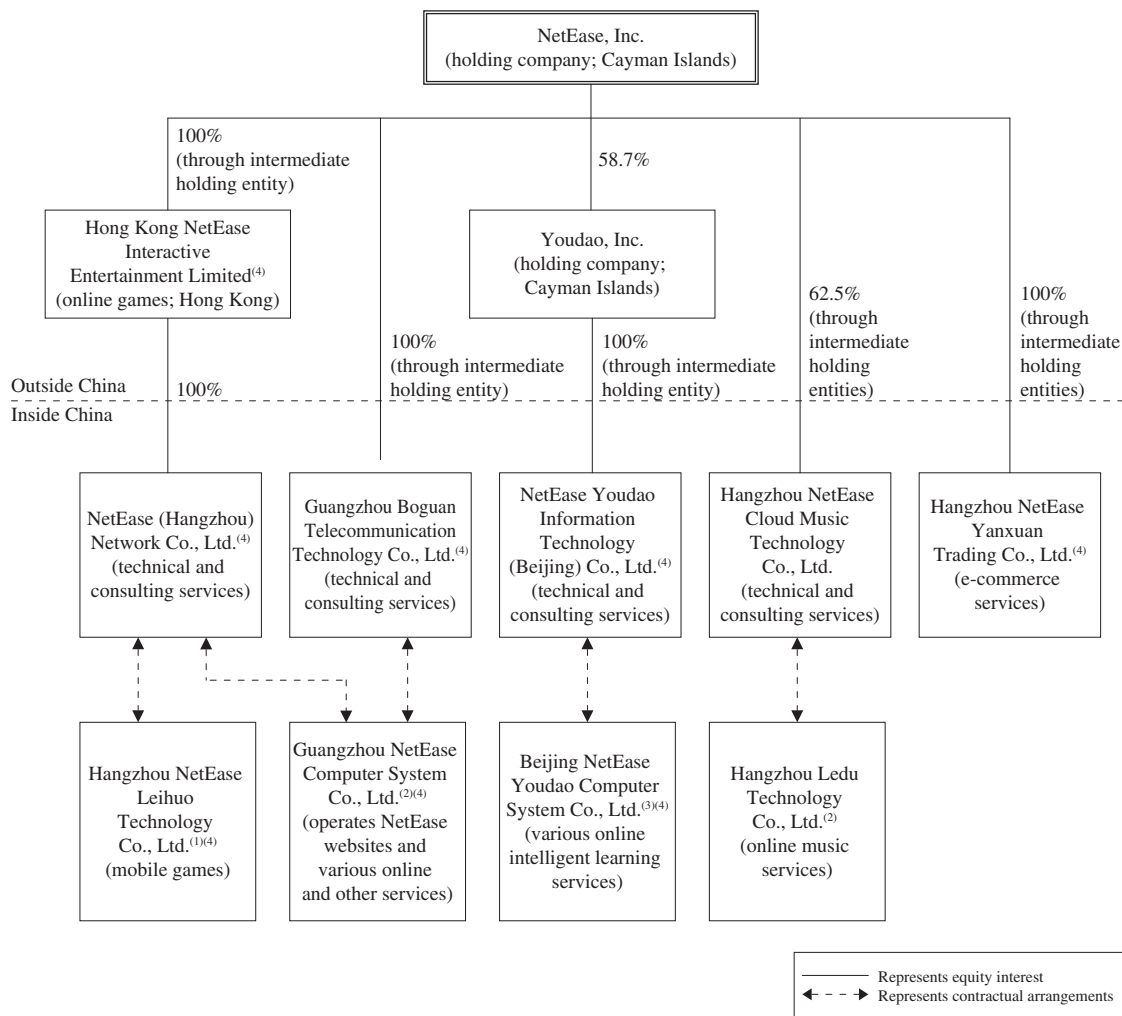 NetEase, Inc.
(holding company; Cayman Islands)
100%
(through intermediate
holding entity)
58.7%
Hong Kong NetEase
Interactive
Entertainment Limited(4)
(online games; Hong Kong)
Youdao, Inc.
(holding company;
Cayman Islands)
62.5%
(through
intermediate
holding
entities)
100%
(through
intermediate
holding
entities)
100%
(through intermediate
holding entity)
100%
(through intermediate
holding entity)
Outside China
100%
Inside China
NetEase (Hangzhou)
Network Co., Ltd.(4)
(technical and
consulting services)
Guangzhou Boguan
Telecommunication
Technology Co., Ltd.(4)
(technical and
consulting services)
NetEase Youdao
Information
Technology
(Beijing) Co., Ltd.(4)
(technical and
consulting services)
Hangzhou NetEase
Cloud Music
Technology
Co., Ltd.
(technical and
consulting services)
Hangzhou NetEase
Yanxuan
Trading Co., Ltd.(4)
(e-commerce
services)
Hangzhou NetEase
Leihuo
Technology
Co., Ltd.(1)(4)
(mobile games)
Guangzhou NetEase
Computer System
Co., Ltd.(2)(4)
(operates NetEase
websites and
various online
and other services)
Beijing NetEase
Youdao Computer
System Co., Ltd.(3)(4)
(various online
intelligent learning
services)
Hangzhou Ledu
Technology
Co., Ltd.(2)
(online music
services)
Represents equity interest
Represents contractual arrangements